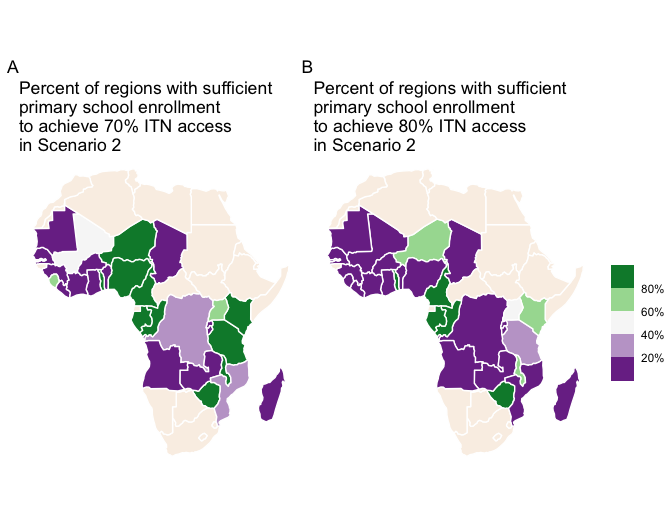 A
Percent of regions with sufficient
primary school enrollment
to achieve 70% ITN access
in Scenario 2
B
Percent of regions with sufficient
primary school enrollment
to achieve 80% ITN access
in Scenario 2
80%
60%
40%
20%